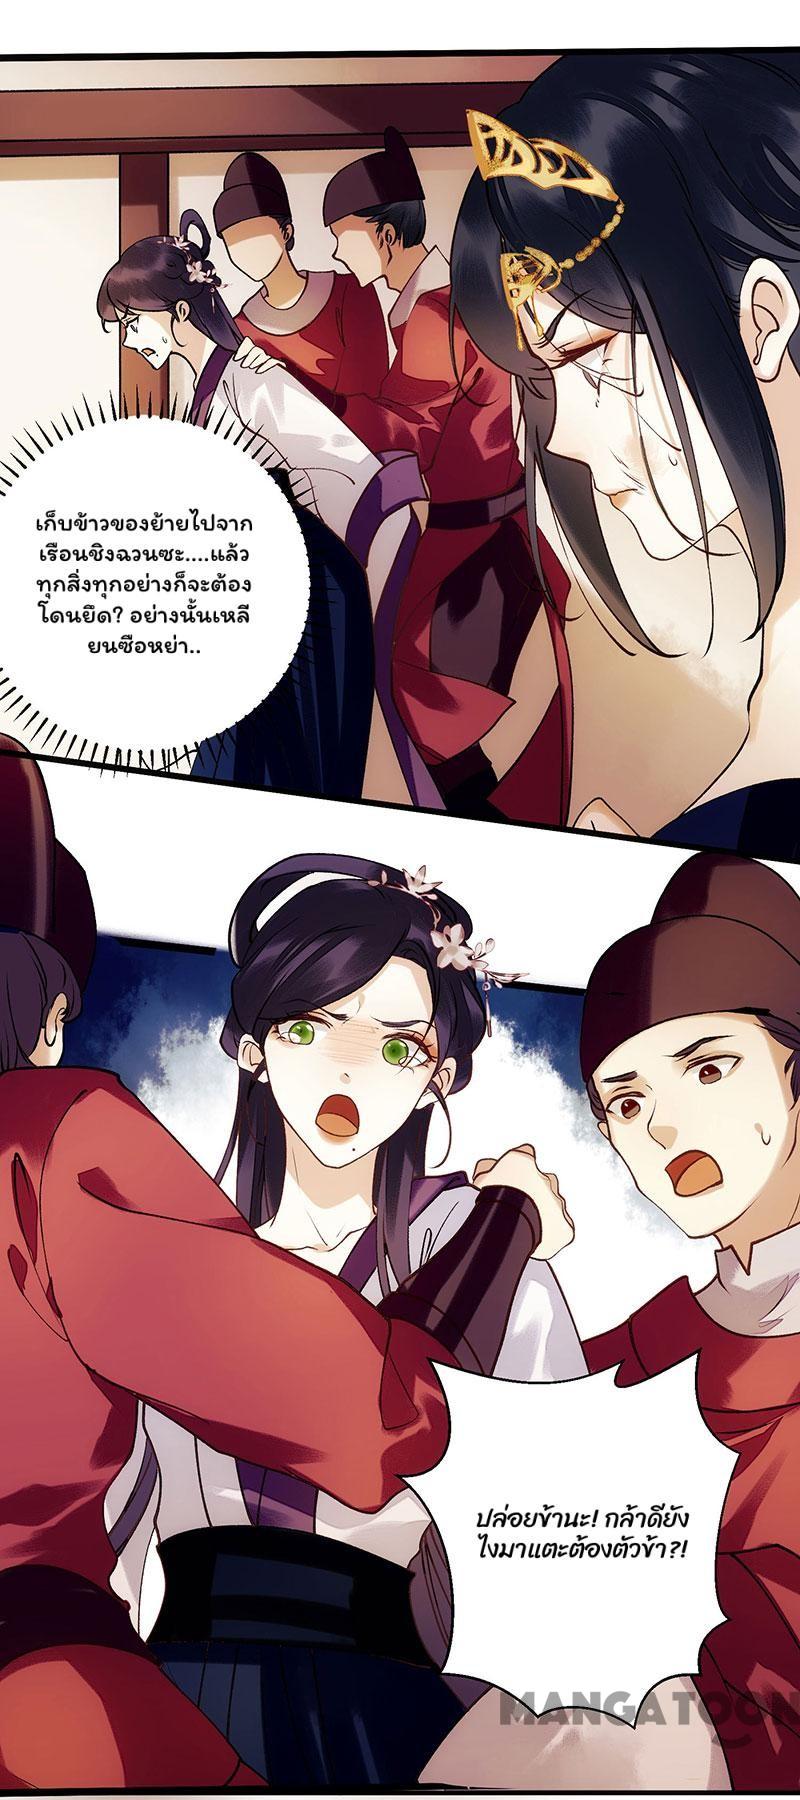 เก็บข้าวของย้ายไปจาก
เรือนชิงฉวนซะ....แล้ว
ทุกสิ่งทุกอย่างก็จะต้อง
โดนยึด? อย่างนั้นเหลี
ยนซือหย่า..
ปล่อยข้านะ! กล้าดียัง
ไงมาแตะต้องตัวข้า?!
MANGATOON